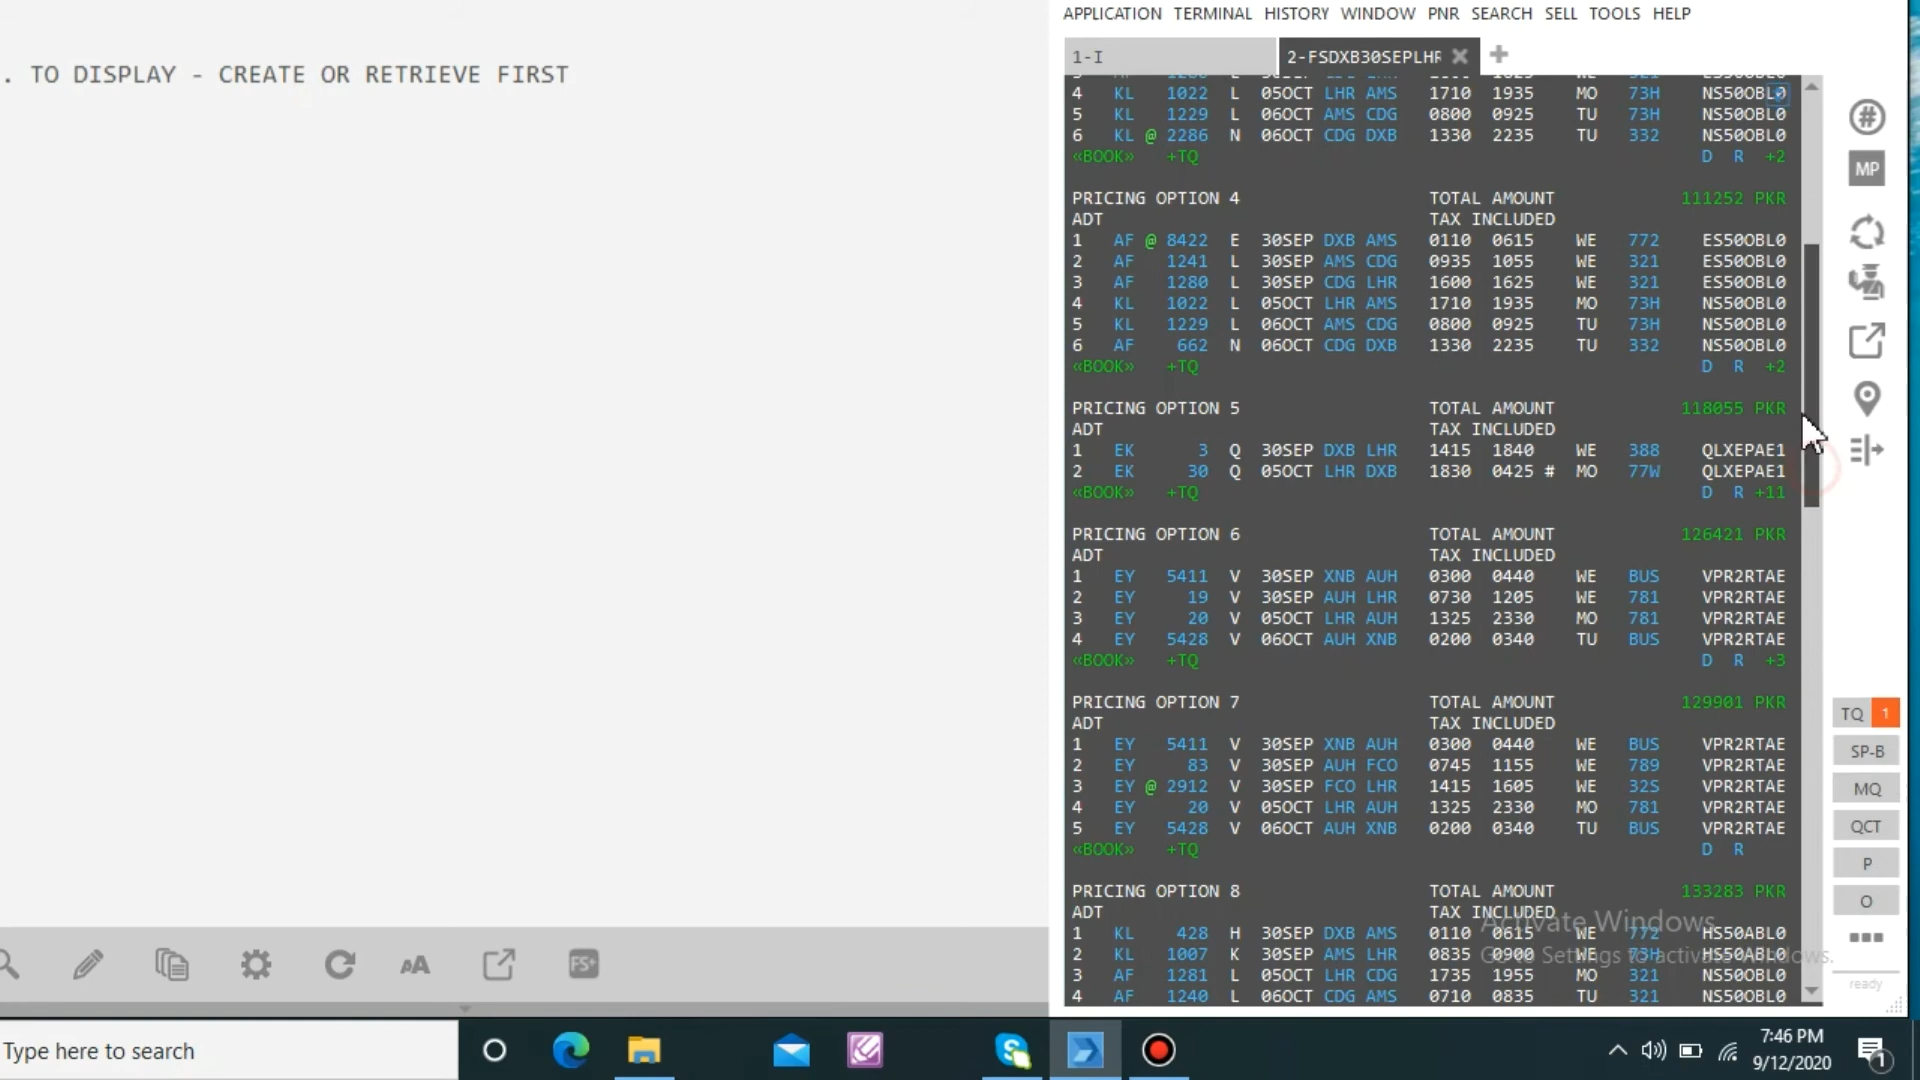 . TO DISPLAY - CREATE OR RETRIEVE FIRST
APPLICATION TERMINAL HISTORY WINDOW PNR SEARCH SELL TOOLS HELP
1-I
2-FSDXB30SEPLHR
4 KL 1022 L 05OCT LHR AMS 1710 1935 MO 73H NS50OBL0
5 KL 1229 L 06OCT AMS CDG 0800 0925 TU 73H NS50OBL0
6 KL @ 2286 N 06OCT CDG DXB 1330 2235 TU 332 NS50OBL0
«BOOK» +TQ D R +2
PRICING OPTION 4 TOTAL AMOUNT 111252 PKR
ADT TAX INCLUDED
1 AF @ 8422 E 30SEP DXB AMS 0110 0615 WE 772 ES50OBL0
2 AF 1241 L 30SEP AMS CDG 0935 1055 WE 321 ES50OBL0
3 AF 1280 L 30SEP CDG LHR 1600 1625 WE 321 ES50OBL0
4 KL 1022 L 05OCT LHR AMS 1710 1935 MO 73H NS50OBL0
5 KL 1229 L 06OCT AMS CDG 0800 0925 TU 73H NS50OBL0
6 AF 662 N 06OCT CDG DXB 1330 2235 TU 332 NS50OBL0
«BOOK» +TQ D R +2
PRICING OPTION 5 TOTAL AMOUNT 118055 PKR
ADT TAX INCLUDED
1 EK 3 Q 30SEP DXB LHR 1415 1840 WE 388 QLXEPAE1
2 EK 30 Q 05OCT LHR DXB 1830 0425 # MO 77W QLXEPAE1
«BOOK» +TQ D R +11
PRICING OPTION 6 TOTAL AMOUNT 126421 PKR
ADT TAX INCLUDED
1 EY 5411 V 30SEP XNB AUH 0300 0440 WE BUS VPR2RTAE
2 EY 19 V 30SEP AUH LHR 0730 1205 WE 781 VPR2RTAE
3 EY 20 V 05OCT LHR AUH 1325 2330 MO 781 VPR2RTAE
4 EY 5428 V 06OCT AUH XNB 0200 0340 TU BUS VPR2RTAE
«BOOK» +TQ D R +3
PRICING OPTION 7 TOTAL AMOUNT 129901 PKR
ADT TAX INCLUDED
1 EY 5411 V 30SEP XNB AUH 0300 0440 WE BUS VPR2RTAE
2 EY 83 V 30SEP AUH FCO 0745 1155 WE 789 VPR2RTAE
3 EY @ 2912 V 30SEP FCO LHR 1415 1605 WE 32S VPR2RTAE
4 EY 20 V 05OCT LHR AUH 1325 2330 MO 781 VPR2RTAE
5 EY 5428 V 06OCT AUH XNB 0200 0340 TU BUS VPR2RTAE
«BOOK» +TQ D R
PRICING OPTION 8 TOTAL AMOUNT 133283 PKR
ADT TAX INCLUDED
1 KL 428 H 30SEP DXB AMS 0110 0615 WE 772 HS50ABL0
2 KL 1007 K 30SEP AMS LHR 0835 0900 WE 73H HS50ABL0
3 AF 1281 L 05OCT LHR CDG 1735 1955 MO 321 NS50OBL0
4 AF 1240 L 06OCT CDG AMS 0710 0835 TU 321 NS50OBL0
Activate Windows
Go to Settings to activate Windows.
#
MP
TQ 1
SP-B
MQ
QCT
P
O
ready
AA
FS+
Type here to search
7:46 PM
9/12/2020
1